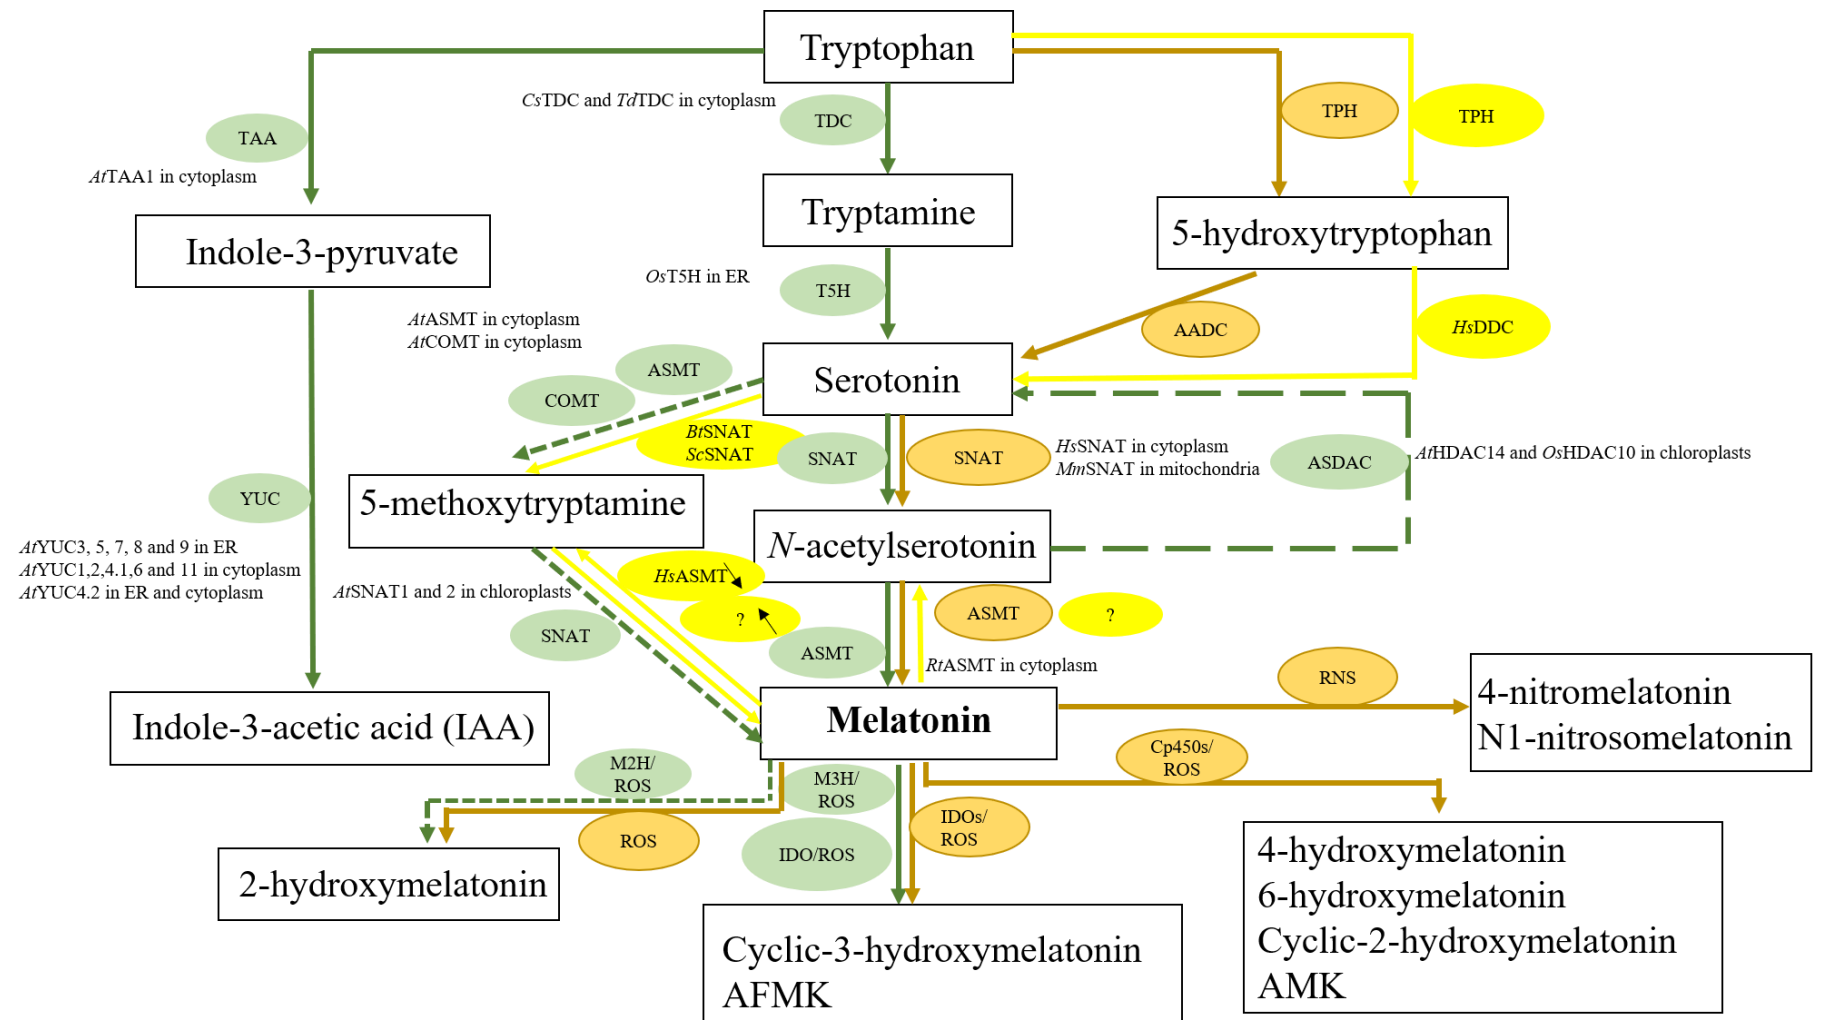 Tryptophan
CsTDC and TdTDC in cytoplasm
TDC
TPH
TPH
TAA
AtTAA1 in cytoplasm
Tryptamine
5-hydroxytryptophan
Indole-3-pyruvate
OsT5H in ER
T5H
AtASMT in cytoplasm
AtCOMT in cytoplasm
AADC
HsDDC
ASMT
COMT
Serotonin
BtSNAT
ScSNAT
SNAT
SNAT
HsSNAT in cytoplasm
MmSNAT in mitochondria
ASDAC
AtHDAC14 and OsHDAC10 in chloroplasts
YUC
5-methoxytryptamine
N-acetylserotonin
AtYUC3, 5, 7, 8 and 9 in ER
AtYUC1,2,4.1,6 and 11 in cytoplasm
AtYUC4.2 in ER and cytoplasm
AtSNAT1 and 2 in chloroplasts
HsASMT
?
SNAT
ASMT
ASMT
?
RtASMT in cytoplasm
RNS
4-nitromelatonin
N1-nitrosomelatonin
Indole-3-acetic acid (IAA)
Melatonin
M2H/
ROS
M3H/
ROS
Cp450s/
ROS
ROS
IDO/ROS
IDOs/
ROS
2-hydroxymelatonin
4-hydroxymelatonin
6-hydroxymelatonin
Cyclic-2-hydroxymelatonin
AMK
Cyclic-3-hydroxymelatonin
AFMK